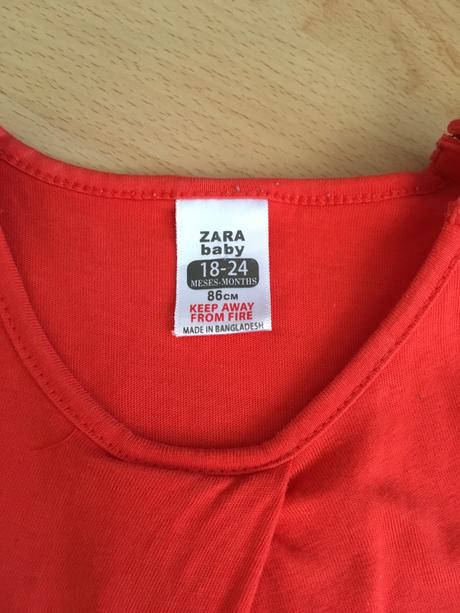 ZARA
baby
18-24
MESES-MONTHS
86CM
KEEP AWAY
FROM FIRE
MADE IN BANGLADESH